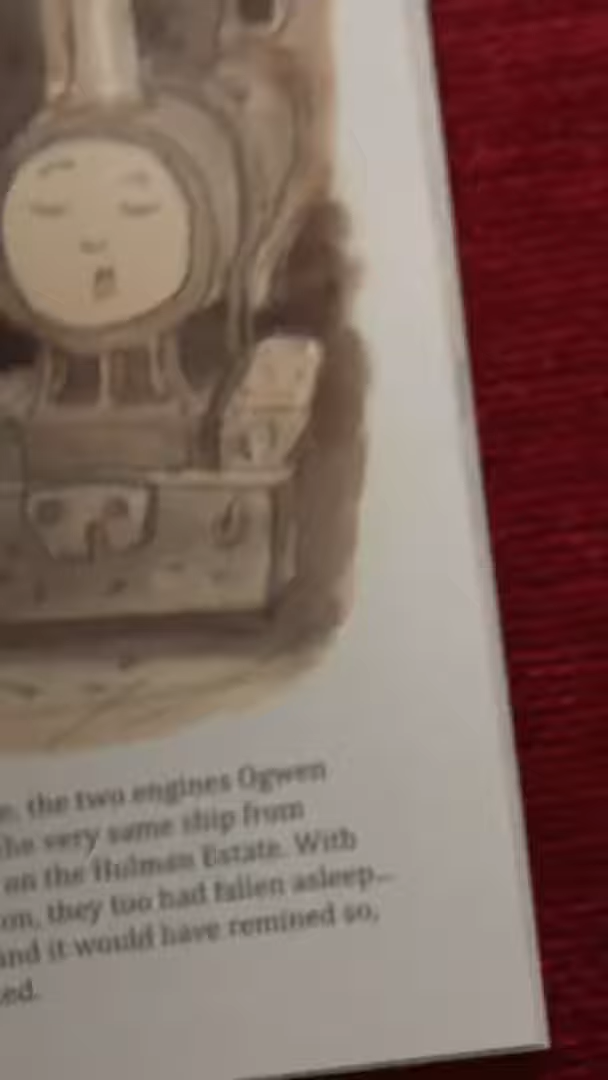 the two engines Ogwen
the very same ship from
on the Hulman Estate. With
on, they too had fallen asleep...
and it would have remined so,